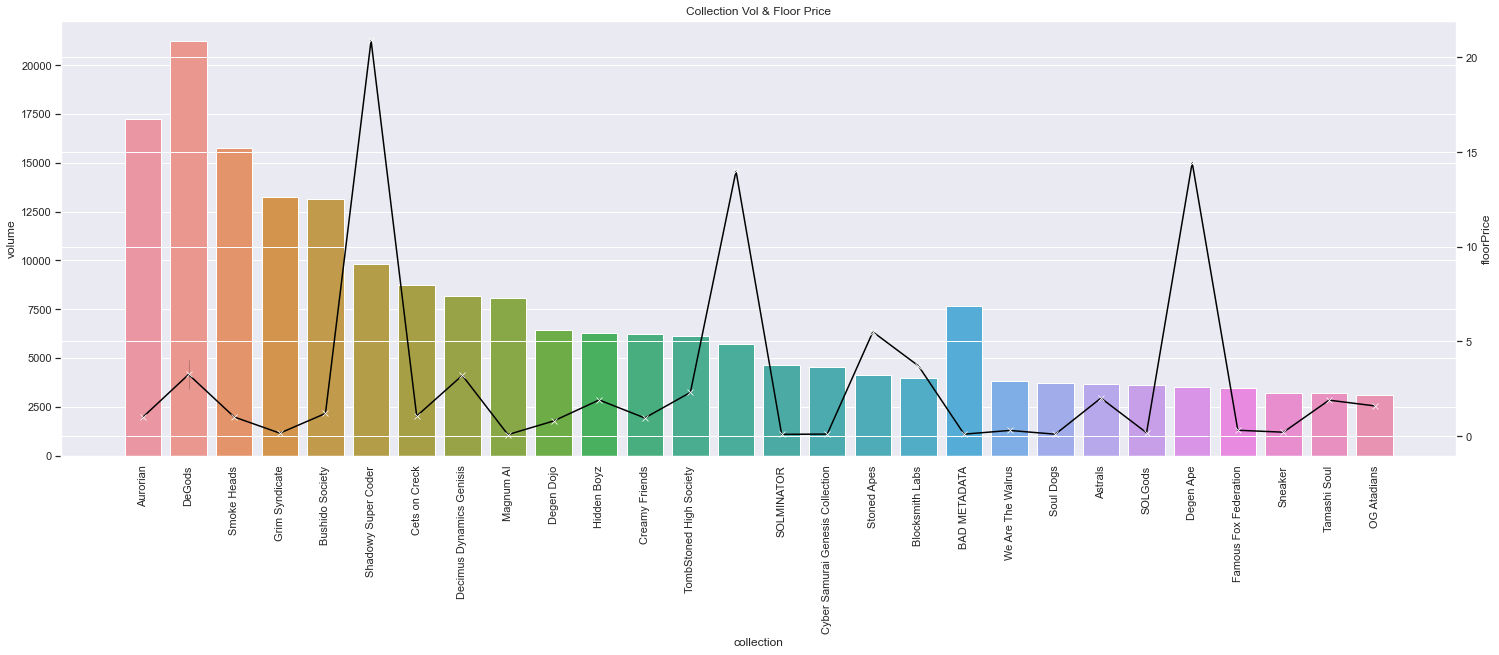 Collection Vol & Floor Price
volume
20000
17500
15000
12500
10000
7500
5000
2500
0
floorPrice
20
15
10
5
0
Aurorian
DeGods
Smoke Heads
Grim Syndicate
Bushido Society
Shadowy Super Coder
Cets on Creck
Decimus Dynamics Genisis
Magnum AI
Degen Dojo
Hidden Boyz
Creamy Friends
TombStoned High Society
SOLMINATOR
Cyber Samurai Genesis Collection
Stoned Apes
Blocksmith Labs
BAD METADATA
We Are The Walrus
Soul Dogs
Astrals
SOLGods
Degen Ape
Famous Fox Federation
Sneaker
Tamashi Soul
OG Atadians
collection